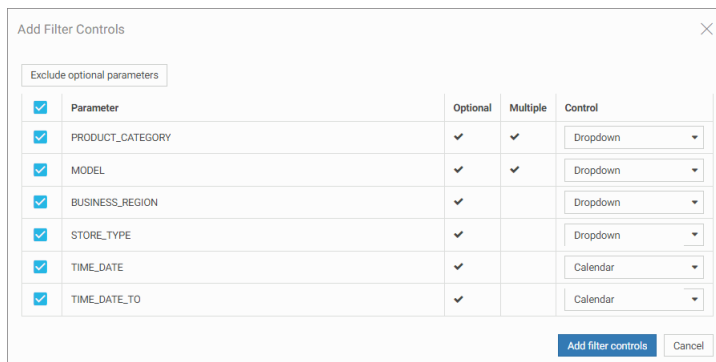 Add Filter Controls
Exclude optional parameters
Parameter Optional Multiple Control
PRODUCT_CATEGORY Dropdown
MODEL Dropdown
BUSINESS_REGION Dropdown
STORE_TYPE Dropdown
TIME_DATE Calendar
TIME_DATE_TO Calendar
Add filter controls Cancel